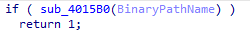 if ( sub_4015B0(BinaryPathName) )
return 1;